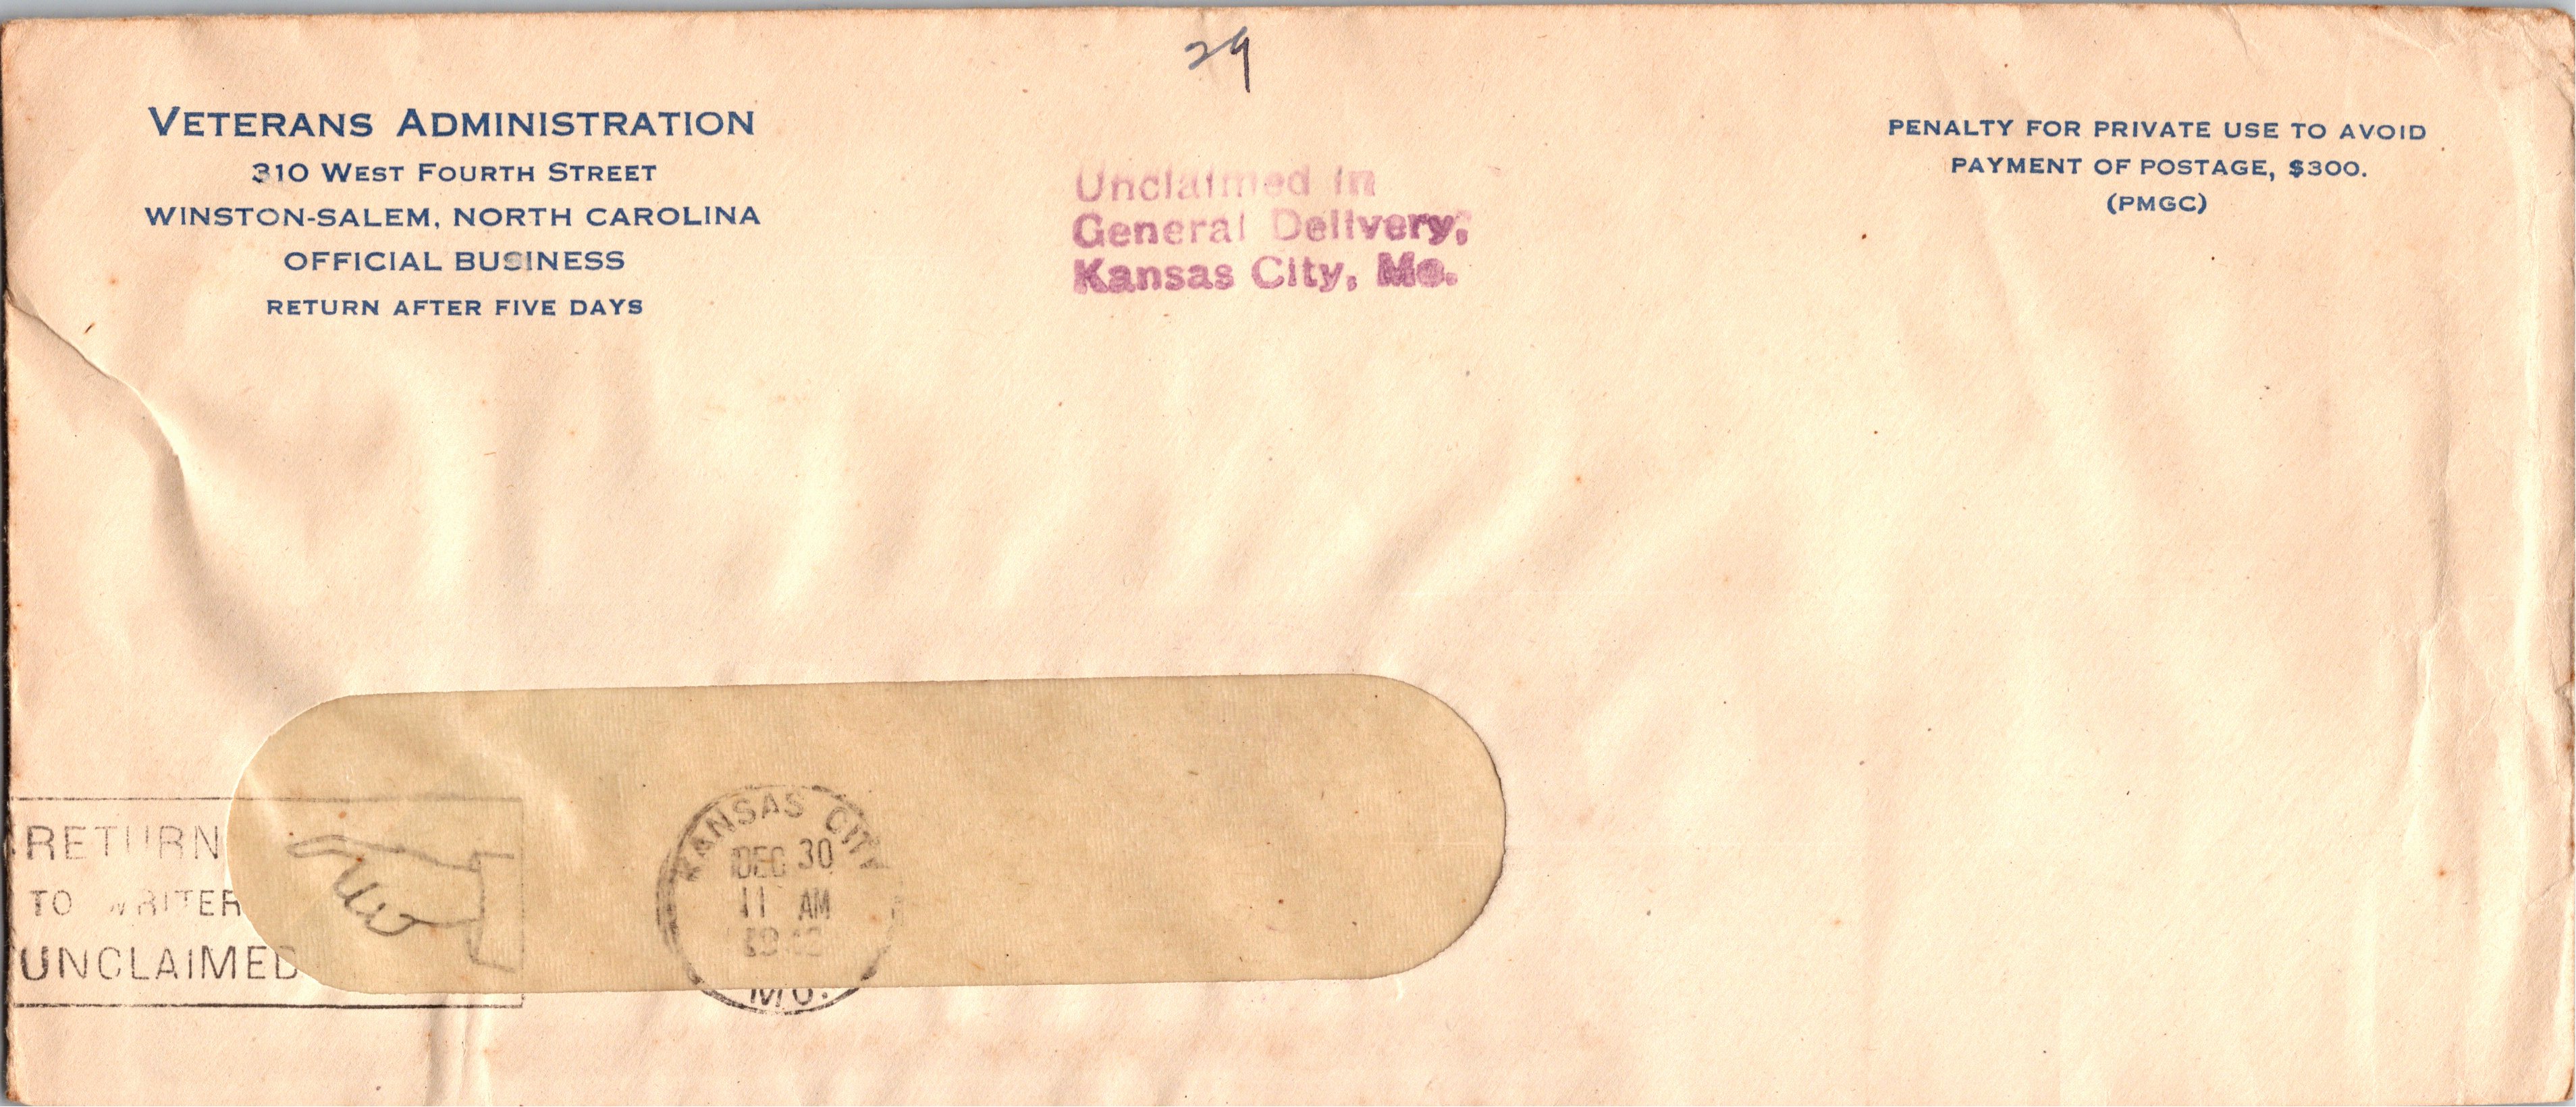 29
VETERANS ADMINISTRATION
310 WEST FOURTH STREET
WINSTON-SALEM, NORTH CAROLINA
OFFICIAL BUSINESS
RETURN AFTER FIVE DAYS
Unclaimed in
General Delivery,
Kansas City, Mo.
PENALTY FOR PRIVATE USE TO AVOID
PAYMENT OF POSTAGE, $300.
(PMGC)
RETURN
TO WRITER
UNCLAIMED
KANSAS CITY
DEC 30
11 AM
MO.